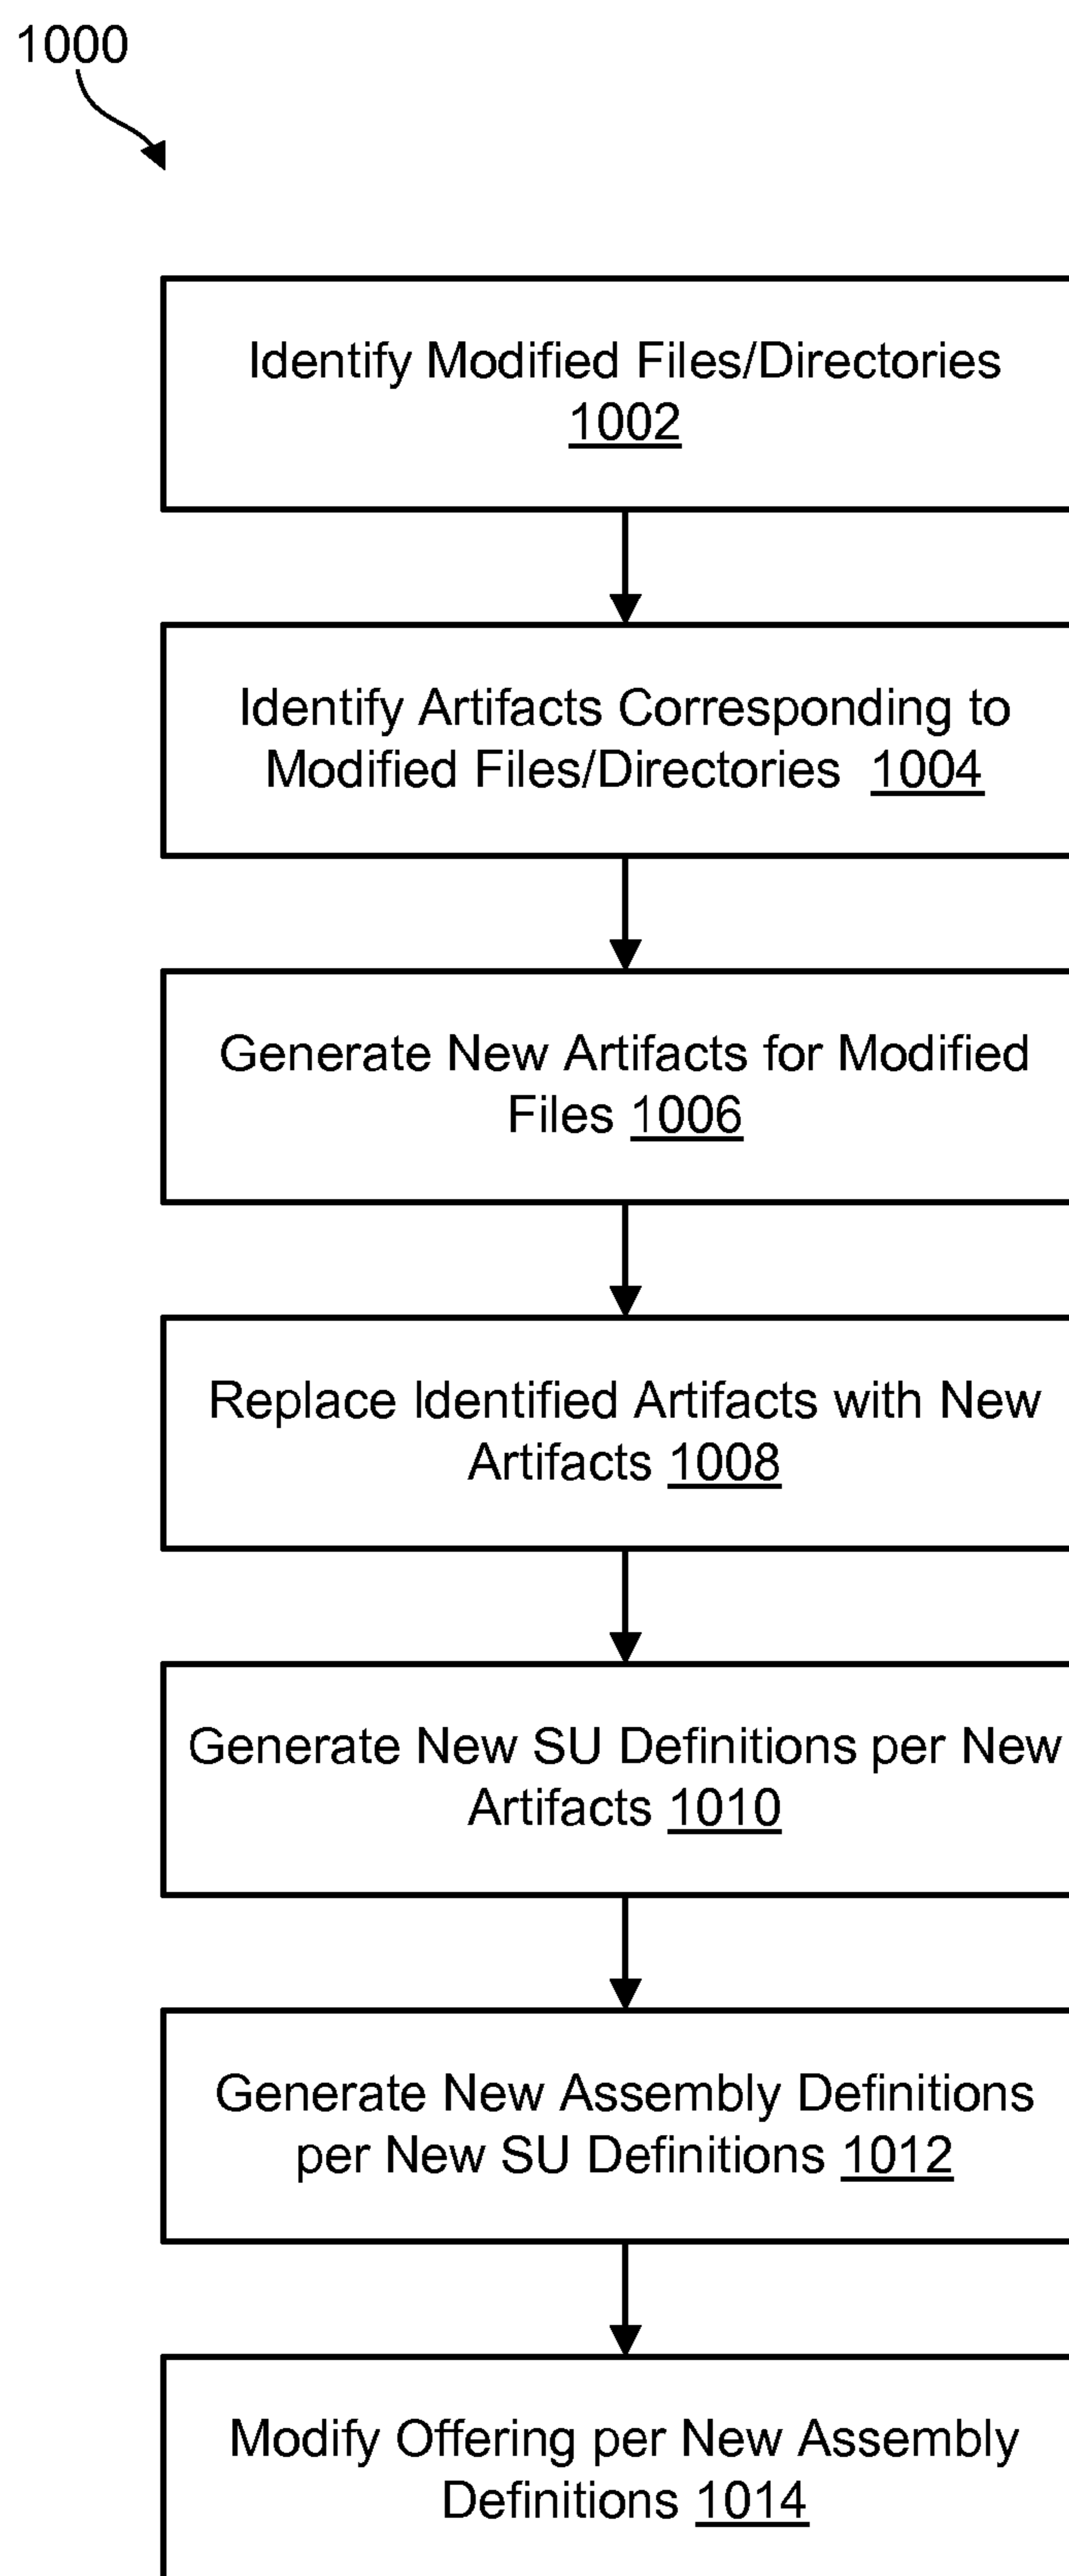 1000
Identify Modified Files/Directories
1002
Identify Artifacts Corresponding to
Modified Files/Directories 1004
Generate New Artifacts for Modified
Files 1006
Replace Identified Artifacts with New
Artifacts 1008
Generate New SU Definitions per New
Artifacts 1010
Generate New Assembly Definitions
per New SU Definitions 1012
Modify Offering per New Assembly
Definitions 1014